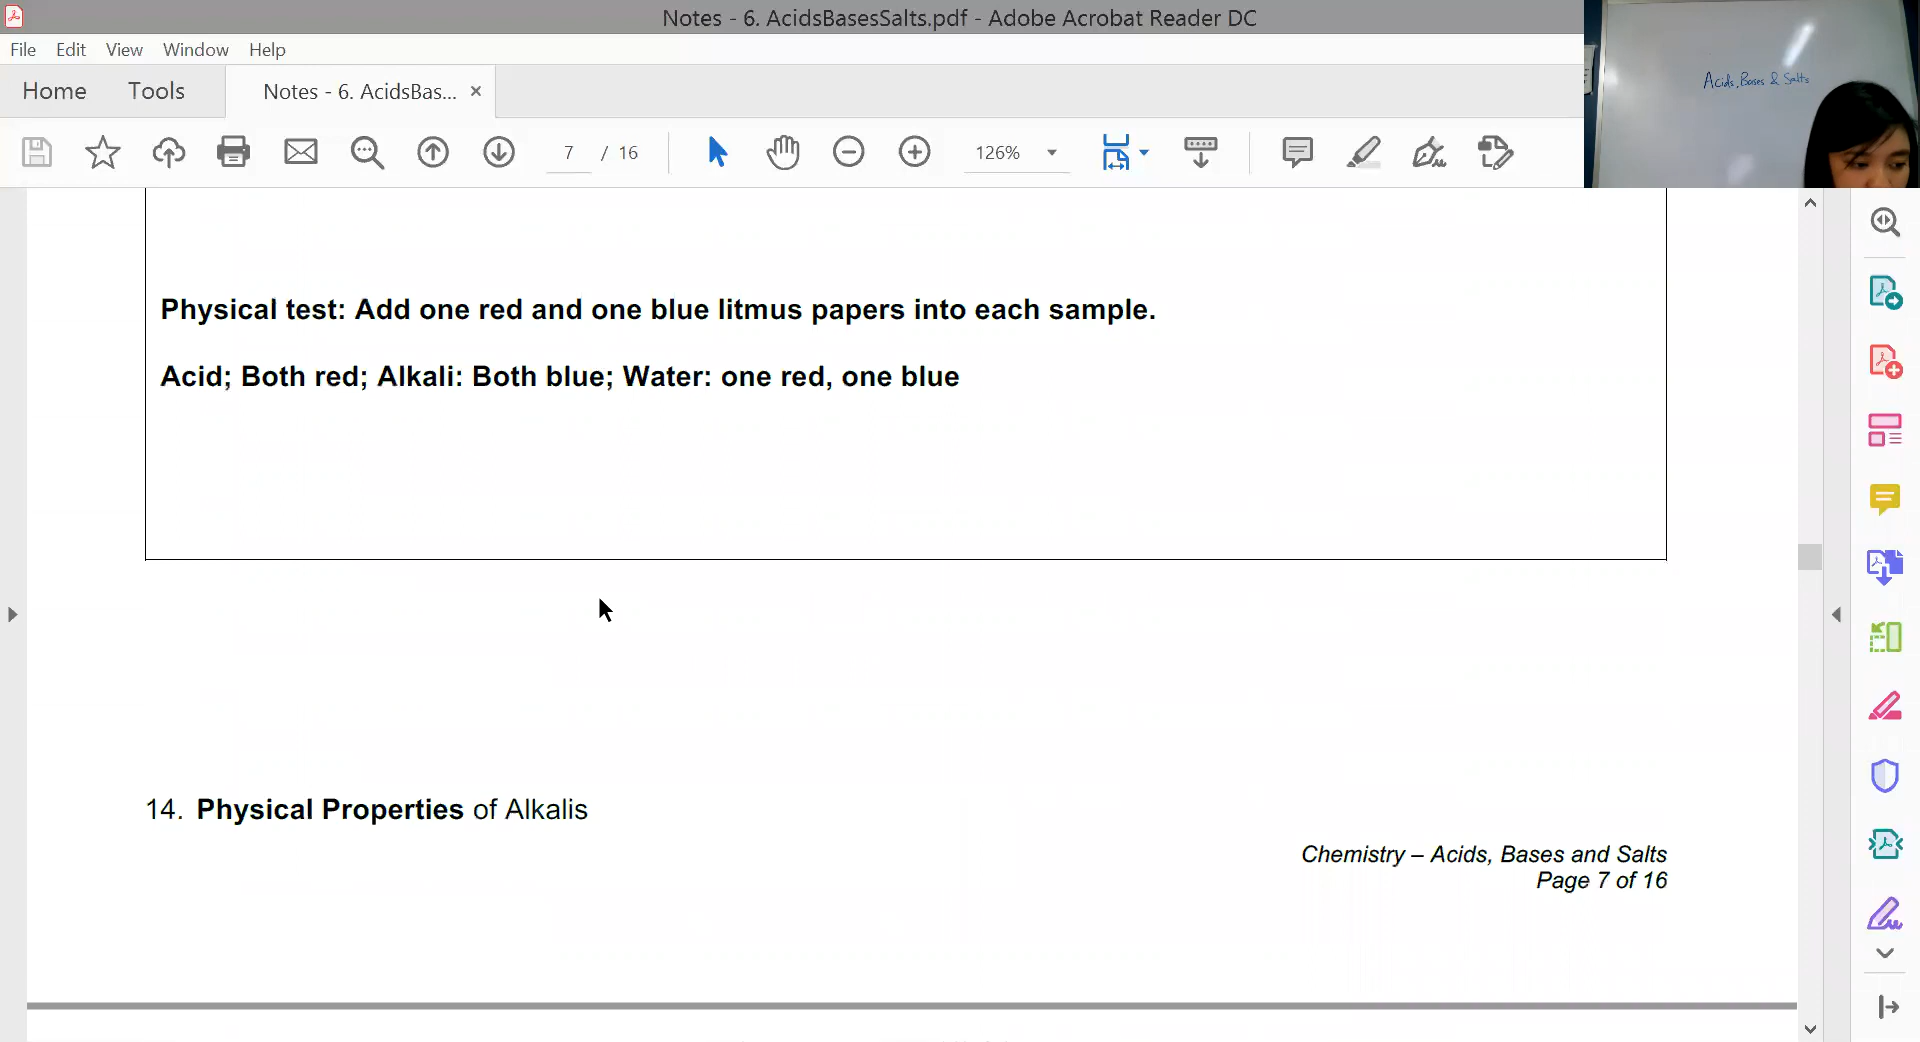 Notes - 6. AcidsBasesSalts.pdf - Adobe Acrobat Reader DC
File Edit View Window Help
Home Tools Notes - 6. AcidsBas... ×
7 / 16 126%
Acids, Bases & Salts
Physical test: Add one red and one blue litmus papers into each sample.
Acid; Both red; Alkali: Both blue; Water: one red, one blue
14. Physical Properties of Alkalis
Chemistry – Acids, Bases and Salts
Page 7 of 16